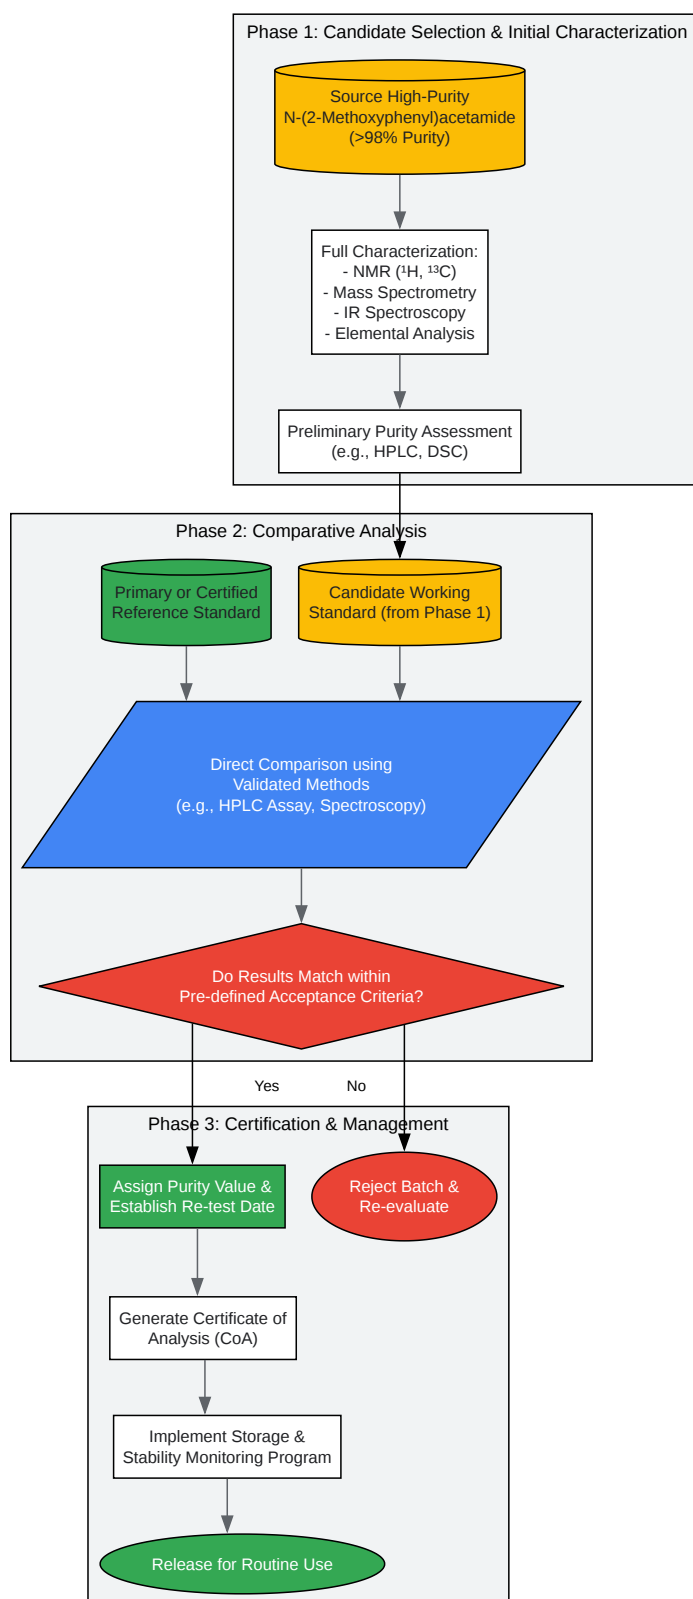 Phase 1: Candidate Selection & Initial Characterization
Source High-Purity
N-(2-Methoxyphenyl)acetamide
(>98% Purity)
Full Characterization:
- NMR (¹H, ¹³C)
- Mass Spectrometry
- IR Spectroscopy
- Elemental Analysis
Preliminary Purity Assessment
(e.g., HPLC, DSC)
Phase 2: Comparative Analysis
Primary or Certified
Reference Standard
Candidate Working
Standard (from Phase 1)
Direct Comparison using
Validated Methods
(e.g., HPLC Assay, Spectroscopy)
Do Results Match within
Pre-defined Acceptance Criteria?
Yes
No
Phase 3: Certification & Management
Assign Purity Value &
Establish Re-test Date
Reject Batch &
Re-evaluate
Generate Certificate of
Analysis (CoA)
Implement Storage &
Stability Monitoring Program
Release for Routine Use